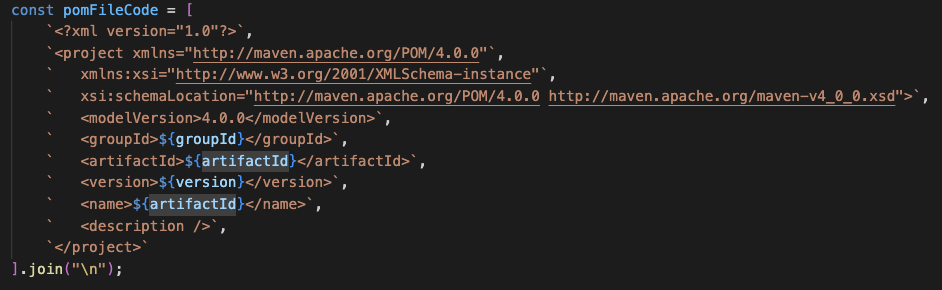 const pomFileCode = [
    `<?xml version="1.0"?>`,
    `<project xmlns="http://maven.apache.org/POM/4.0.0"`,
    `   xmlns:xsi="http://www.w3.org/2001/XMLSchema-instance"`,
    `   xsi:schemaLocation="http://maven.apache.org/POM/4.0.0 http://maven.apache.org/maven-v4_0_0.xsd">`,
    `   <modelVersion>4.0.0</modelVersion>`,
    `   <groupId>${groupId}</groupId>`,
    `   <artifactId>${artifactId}</artifactId>`,
    `   <version>${version}</version>`,
    `   <name>${artifactId}</name>`,
    `   <description />`,
    `</project>`
].join("\n");